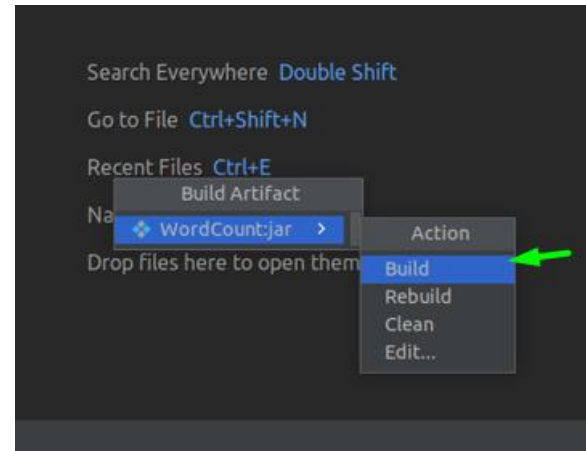 Search Everywhere Double Shift
Go to File Ctrl+Shift+N
Recent Files Ctrl+E
Build Artifact
Na
WordCount:jar
Drop files here to open them
Action
Build
Rebuild
Clean
Edit...